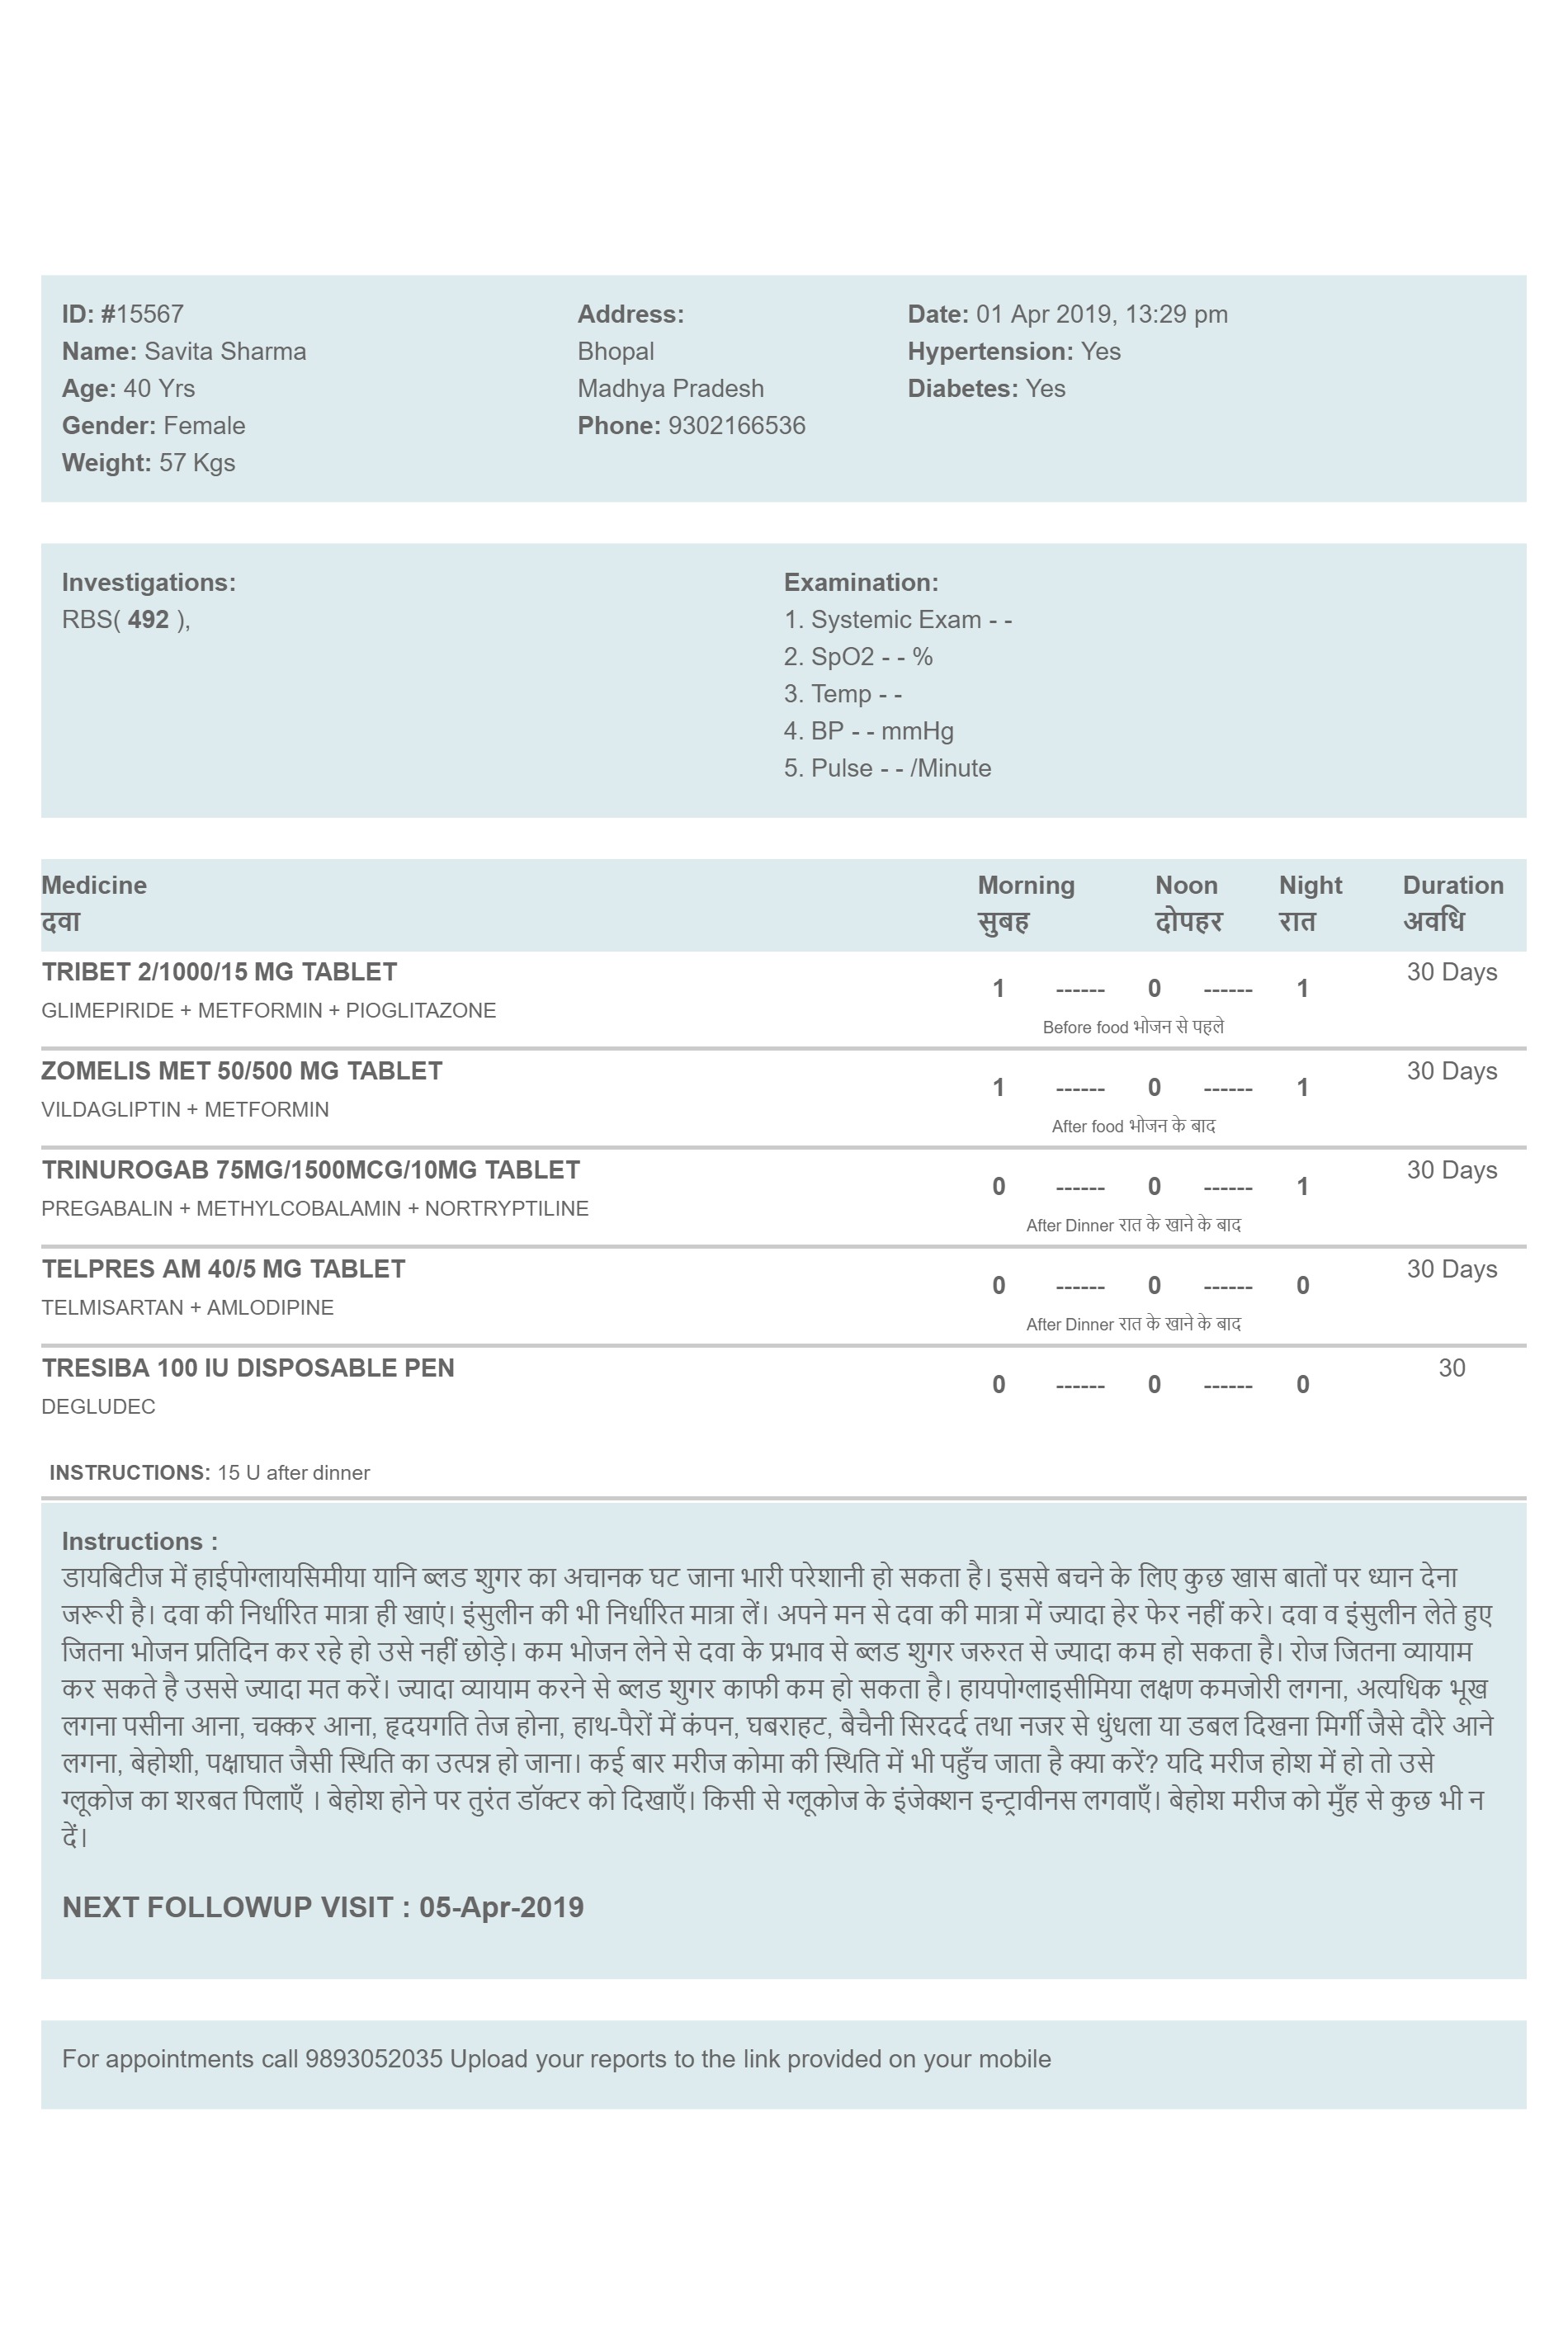 ID: #15567
Name: Savita Sharma
Age: 40 Yrs
Gender: Female
Weight: 57 Kgs
Address:
Bhopal
Madhya Pradesh
Phone: 9302166536
Date: 01 Apr 2019, 13:29 pm
Hypertension: Yes
Diabetes: Yes
Investigations:
RBS( 492 ),
Examination:
1. Systemic Exam - -
2. SpO2 - - %
3. Temp - -
4. BP - - mmHg
5. Pulse - - /Minute
Medicine Morning Noon Night Duration
दवा सुबह दोपहर रात अवधि
TRIBET 2/1000/15 MG TABLET 30 Days
1 ------ 0 ------ 1
GLIMEPIRIDE + METFORMIN + PIOGLITAZONE
Before food भोजन से पहले
ZOMELIS MET 50/500 MG TABLET 30 Days
1 ------ 0 ------ 1
VILDAGLIPTIN + METFORMIN
After food भोजन के बाद
TRINUROGAB 75MG/1500MCG/10MG TABLET 30 Days
0 ------ 0 ------ 1
PREGABALIN + METHYLCOBALAMIN + NORTRYPTILINE
After Dinner रात के खाने के बाद
TELPRES AM 40/5 MG TABLET 30 Days
0 ------ 0 ------ 0
TELMISARTAN + AMLODIPINE
After Dinner रात के खाने के बाद
TRESIBA 100 IU DISPOSABLE PEN 30
0 ------ 0 ------ 0
DEGLUDEC
INSTRUCTIONS: 15 U after dinner
Instructions :
डायबिटीज में हाईपोग्लायसिमीया यानि ब्लड शुगर का अचानक घट जाना भारी परेशानी हो सकता है। इससे बचने के लिए कुछ खास बातों पर ध्यान देना
जरूरी है। दवा की निर्धारित मात्रा ही खाएं। इंसुलीन की भी निर्धारित मात्रा लें। अपने मन से दवा की मात्रा में ज्यादा हेर फेर नहीं करे। दवा व इंसुलीन लेते हुए
जितना भोजन प्रतिदिन कर रहे हो उसे नहीं छोड़े। कम भोजन लेने से दवा के प्रभाव से ब्लड शुगर जरुरत से ज्यादा कम हो सकता है। रोज जितना व्यायाम
कर सकते है उससे ज्यादा मत करें। ज्यादा व्यायाम करने से ब्लड शुगर काफी कम हो सकता है। हायपोग्लाइसीमिया लक्षण कमजोरी लगना, अत्यधिक भूख
लगना पसीना आना, चक्कर आना, हृदयगति तेज होना, हाथ-पैरों में कंपन, घबराहट, बैचैनी सिरदर्द तथा नजर से धुंधला या डबल दिखना मिर्गी जैसे दौरे आने
लगना, बेहोशी, पक्षाघात जैसी स्थिति का उत्पन्न हो जाना। कई बार मरीज कोमा की स्थिति में भी पहुँच जाता है क्या करें? यदि मरीज होश में हो तो उसे
ग्लूकोज का शरबत पिलाएँ । बेहोश होने पर तुरंत डॉक्टर को दिखाएँ। किसी से ग्लूकोज के इंजेक्शन इन्ट्रावीनस लगवाएँ। बेहोश मरीज को मुँह से कुछ भी न
दें।
NEXT FOLLOWUP VISIT : 05-Apr-2019
For appointments call 9893052035 Upload your reports to the link provided on your mobile